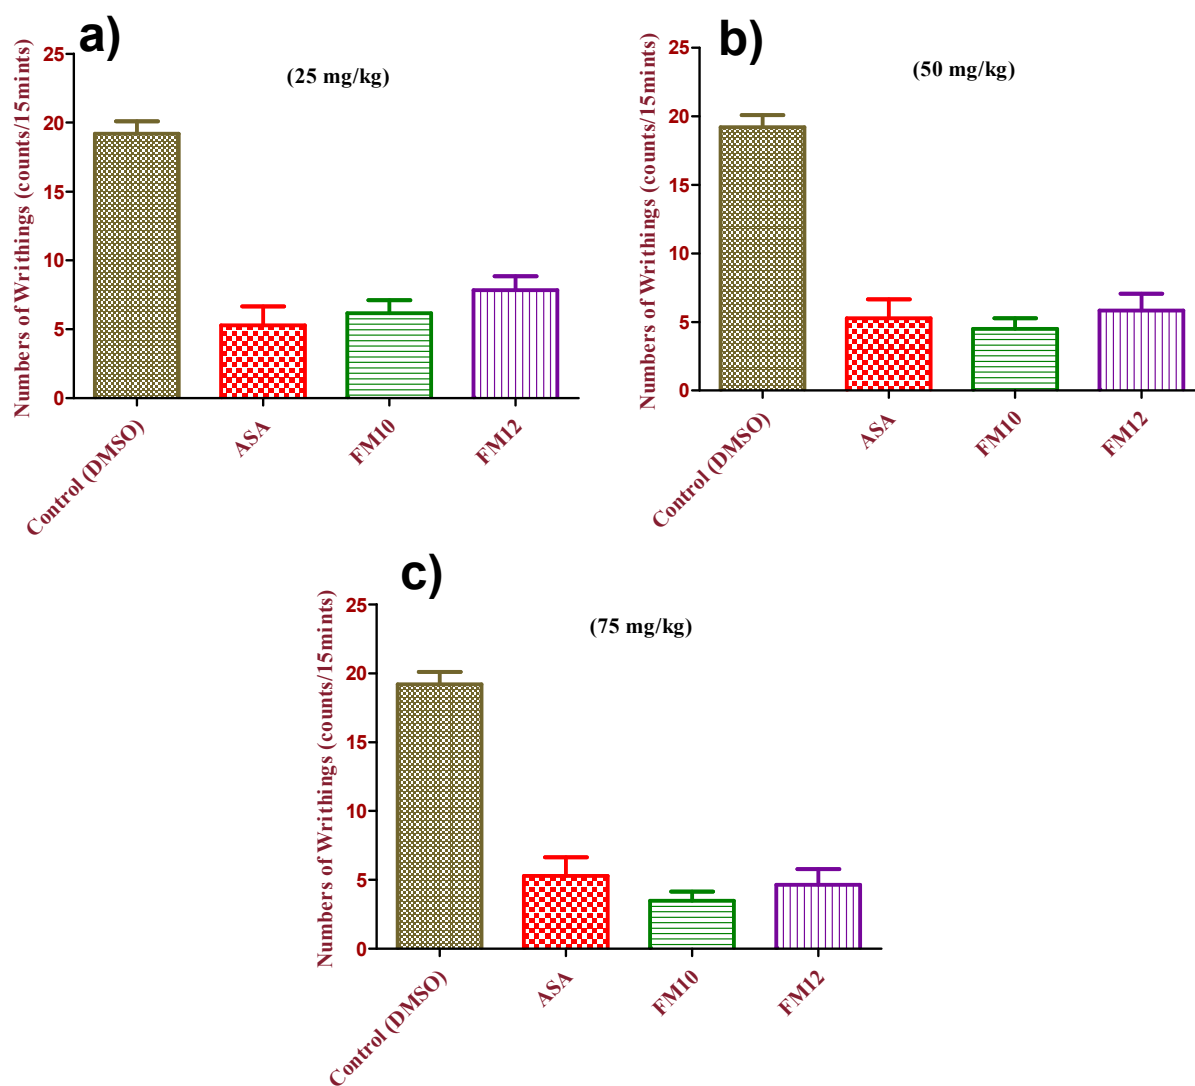 a)
(25 mg/kg)
Numbers of Writhings (counts/15mints)
25
20
15
10
5
0
Control (DMSO)
ASA
FM10
FM12
b)
(50 mg/kg)
Numbers of Writhings (counts/15mints)
25
20
15
10
5
0
Control (DMSO)
ASA
FM10
FM12
c)
(75 mg/kg)
Numbers of Writhings (counts/15mints)
25
20
15
10
5
0
Control (DMSO)
ASA
FM10
FM12